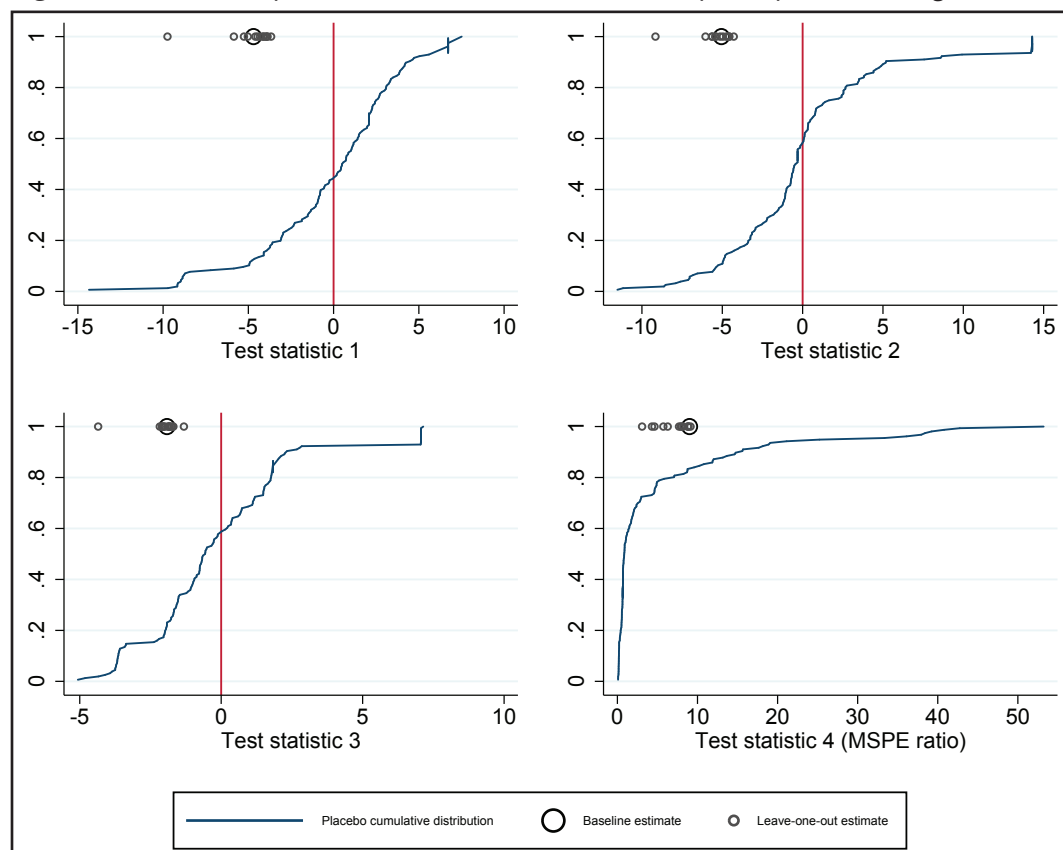 0 .2 .4 .6 .8 1
-15 -10 -5 0 5 10
Test statistic 1
0 .2 .4 .6 .8 1
-10 -5 0 5 10 15
Test statistic 2
0 .2 .4 .6 .8 1
-5 0 5 10
Test statistic 3
0 .2 .4 .6 .8 1
0 10 20 30 40 50
Test statistic 4 (MSPE ratio)
Placebo cumulative distribution Baseline estimate Leave-one-out estimate